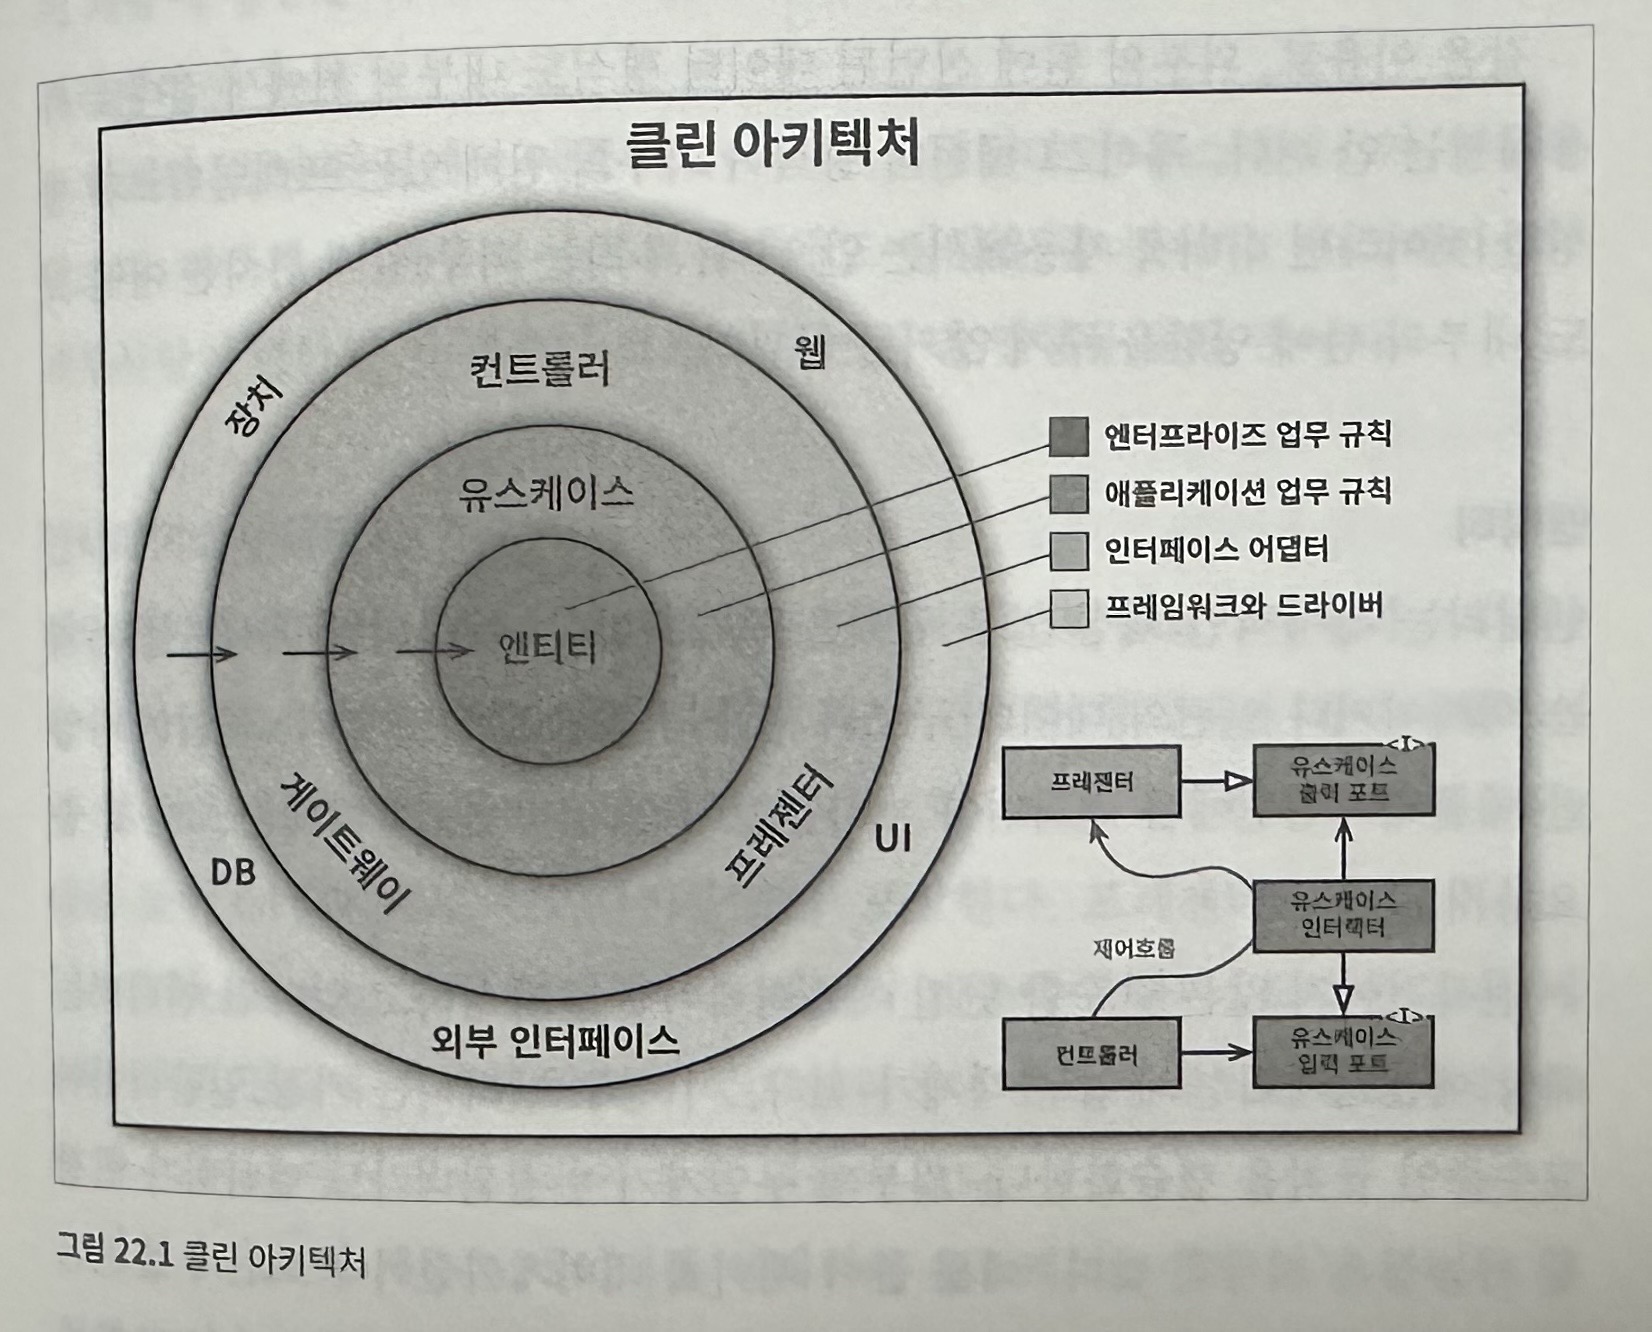 클린 아키텍처
장치
웹
컨트롤러
유스케이스
엔티티
게이트웨이
프레젠터
DB
UI
외부 인터페이스
엔터프라이즈 업무 규칙
애플리케이션 업무 규칙
인터페이스 어댑터
프레임워크와 드라이버
프레젠터
<I>
유스케이스
출력 포트
유스케이스
인터랙터
제어흐름
컨트롤러
<I>
유스케이스
입력 포트
그림 22.1 클린 아키텍처